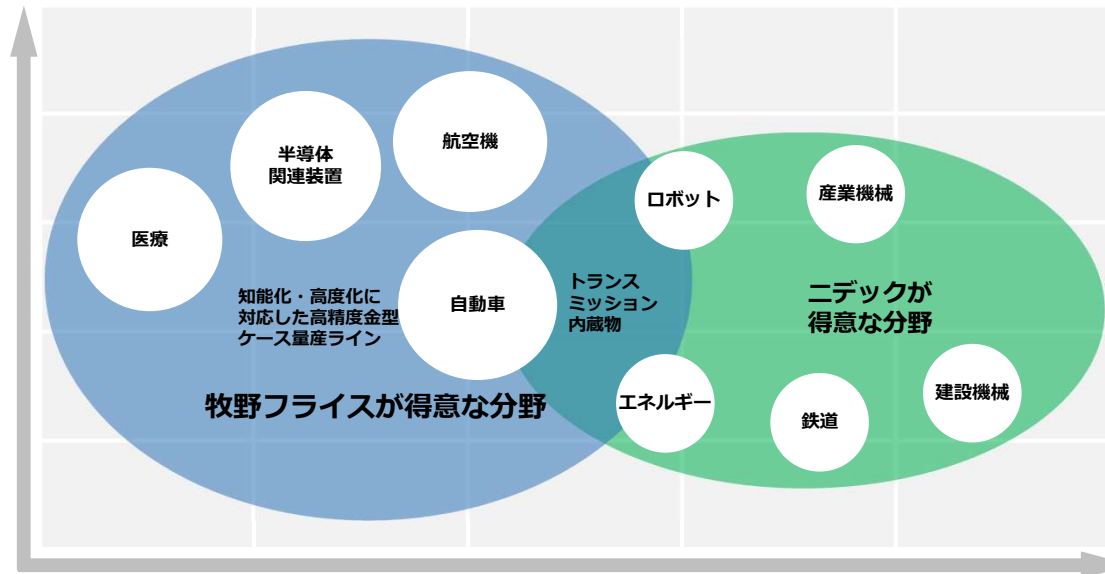 航空機
半導体
関連装置
ロボット
産業機械
医療
トランス
ミッション
内蔵物
知能化・高度化に
対応した高精度金型
ケース量産ライン
自動車
ニデックが
得意な分野
牧野フライスが得意な分野
エネルギー
鉄道
建設機械